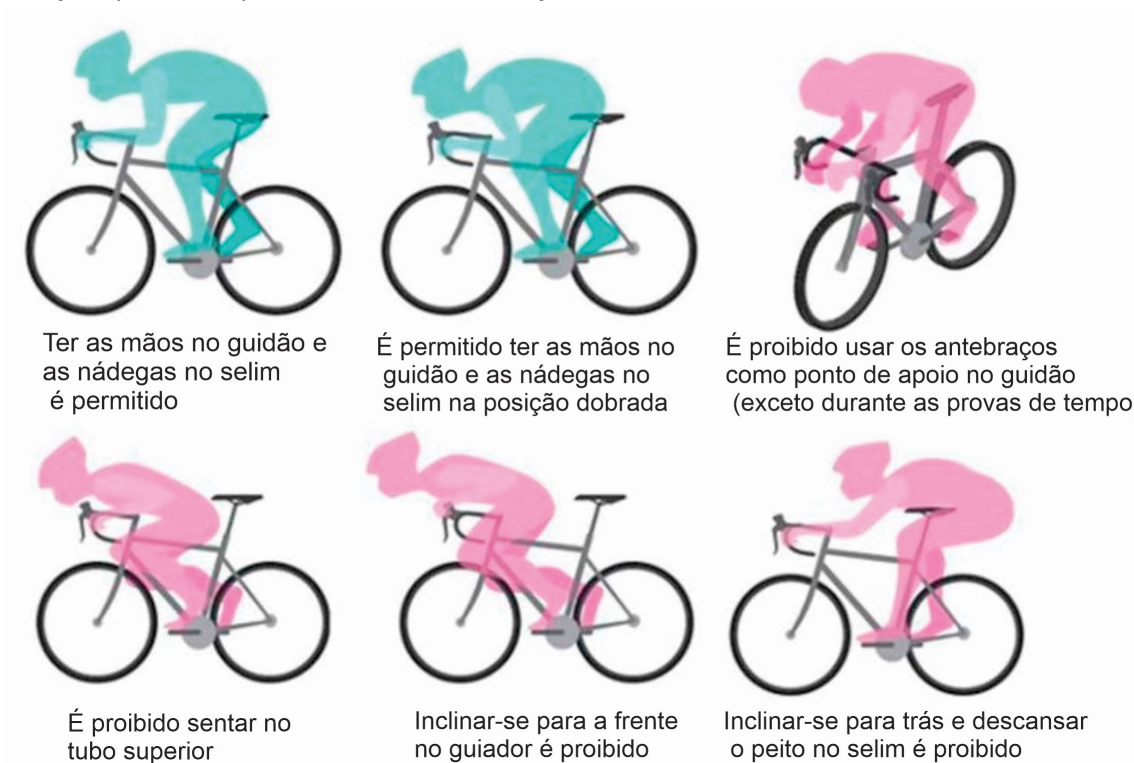 Ter as mãos no guidão e
as nádegas no selim
é permitido
É permitido ter as mãos no
guidão e as nádegas no
selim na posição dobrada
É proibido usar os antebraços
como ponto de apoio no guidão
(exceto durante as provas de tempo
É proibido sentar no
tubo superior
Inclinar-se para a frente
no guiador é proibido
Inclinar-se para trás e descansar
o peito no selim é proibido